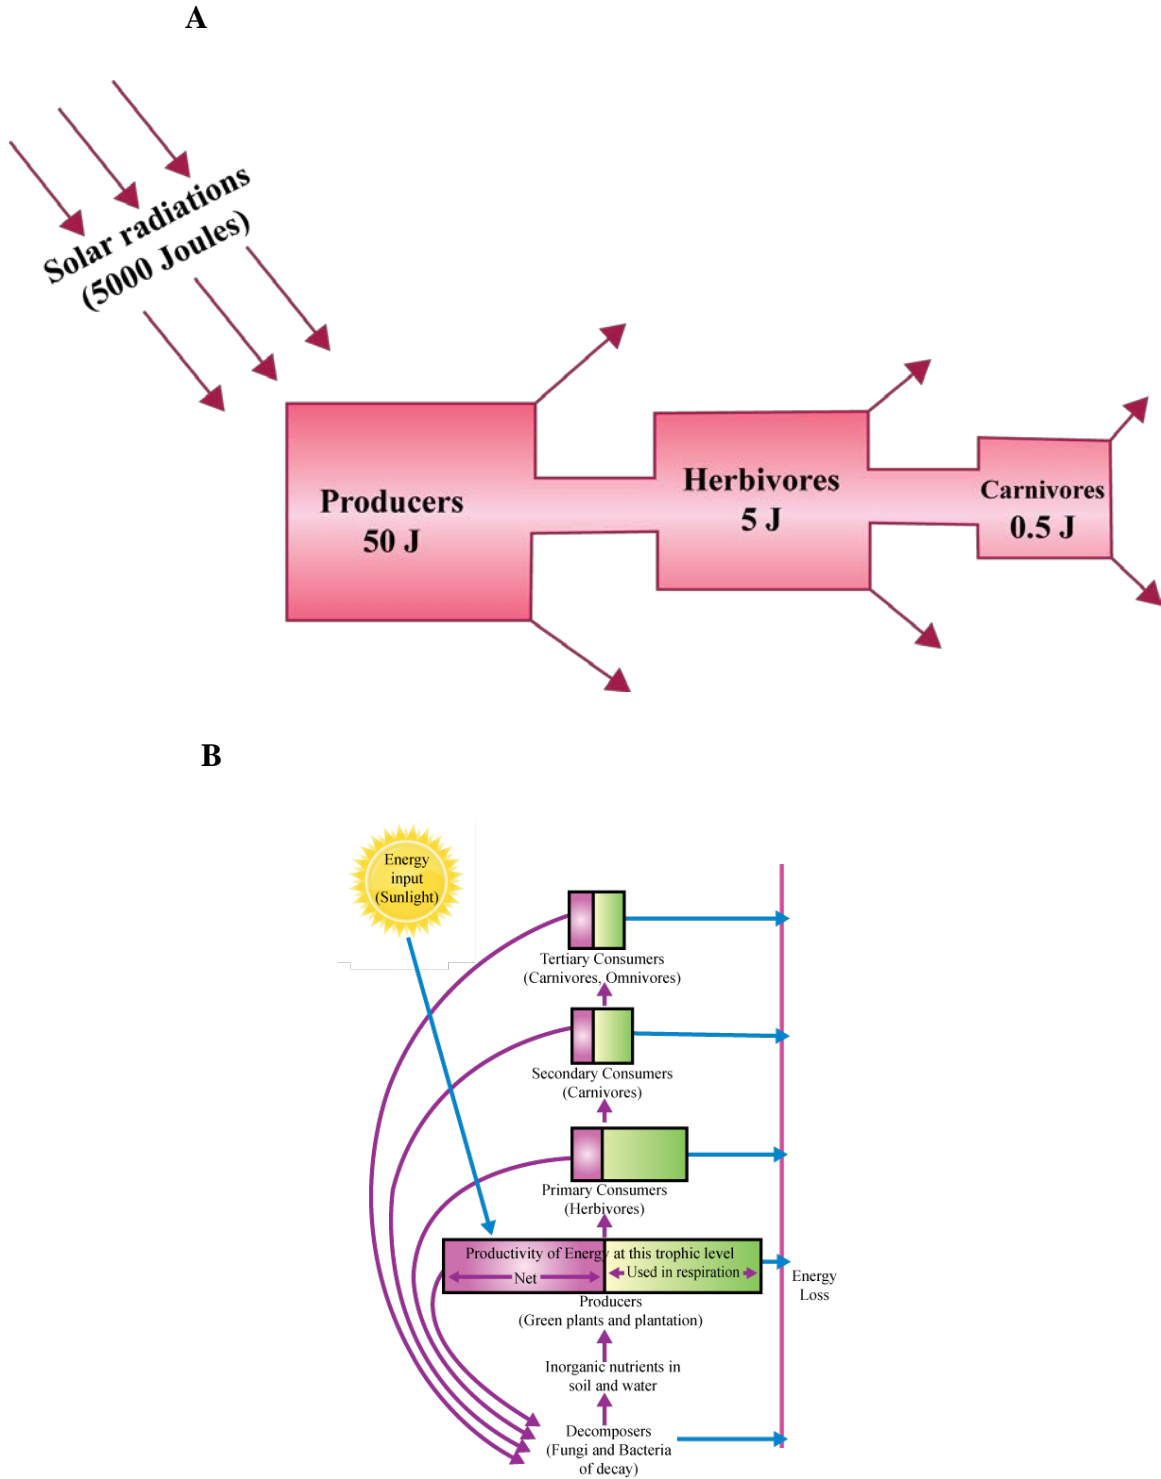 A
Solar radiations
(5000 Joules)
Producers
50 J
Herbivores
5 J
Carnivores
0.5 J
B
Energy
input
(Sunlight)
Tertiary Consumers
(Carnivores, Omnivores)
Secondary Consumers
(Carnivores)
Primary Consumers
(Herbivores)
Productivity of Energy at this trophic level
Net
Used in respiration
Energy
Loss
Producers
(Green plants and plantation)
Inorganic nutrients in
soil and water
Decomposers
(Fungi and Bacteria
of decay)